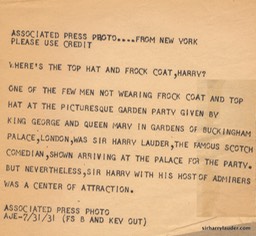 ASSOCIATED PRESS PHOTO....FROM NEW YORK
PLEASE USE CREDIT
WHERE'S THE TOP HAT AND FROCK COAT,HARRY?
ONE OF THE FEW MEN NOT WEARING FROCK COAT AND TOP
HAT AT THE PICTURESQUE GARDEN PARTY GIVEN BY
KING GEORGE AND QUEEN MARY IN GARDENS OF BUCKINGHAM
PALACE,LONDON,WAS SIR HARRY LAUDER,THE FAMOUS SCOTCH
COMEDIAN,SHOWN ARRIVING AT THE PALACE FOR THE PARTY.
BUT NEVERTHELESS,SIR HARRY WITH HIS HOST OF ADMIRERS
WAS A CENTER OF ATTRACTION.
ASSOCIATED PRESS PHOTO
AJE-7/31/31 (FS B AND KEY OUT)
sirharrylauder.com